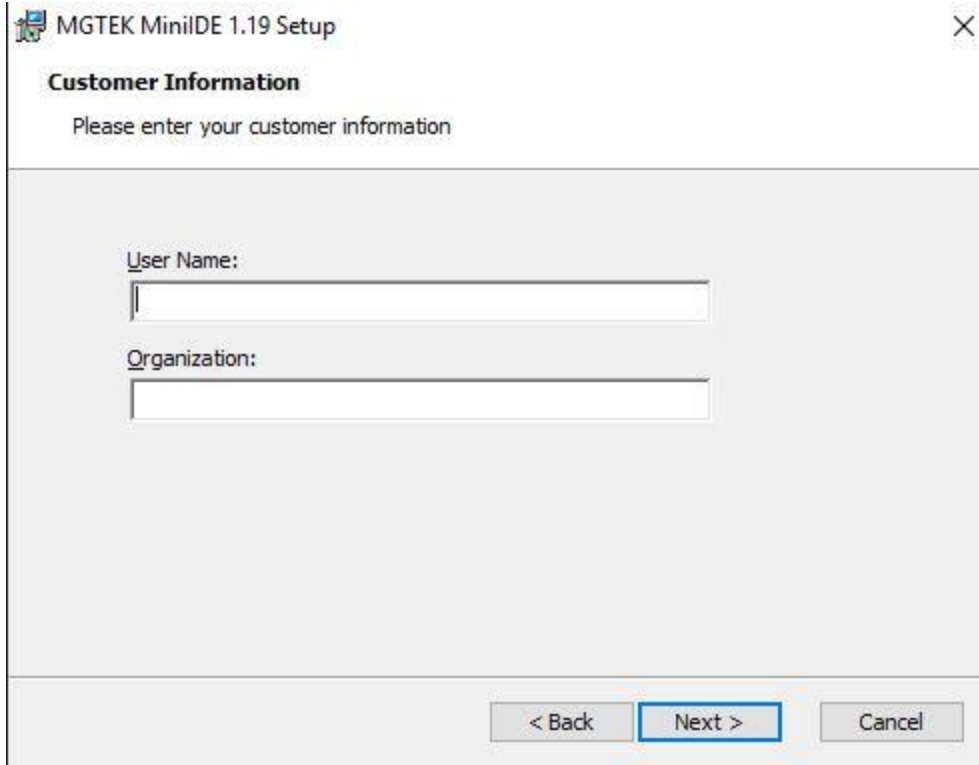 MGTEK MiniIDE 1.19 Setup
Customer Information
Please enter your customer information
User Name:
Organization:
< Back Next > Cancel